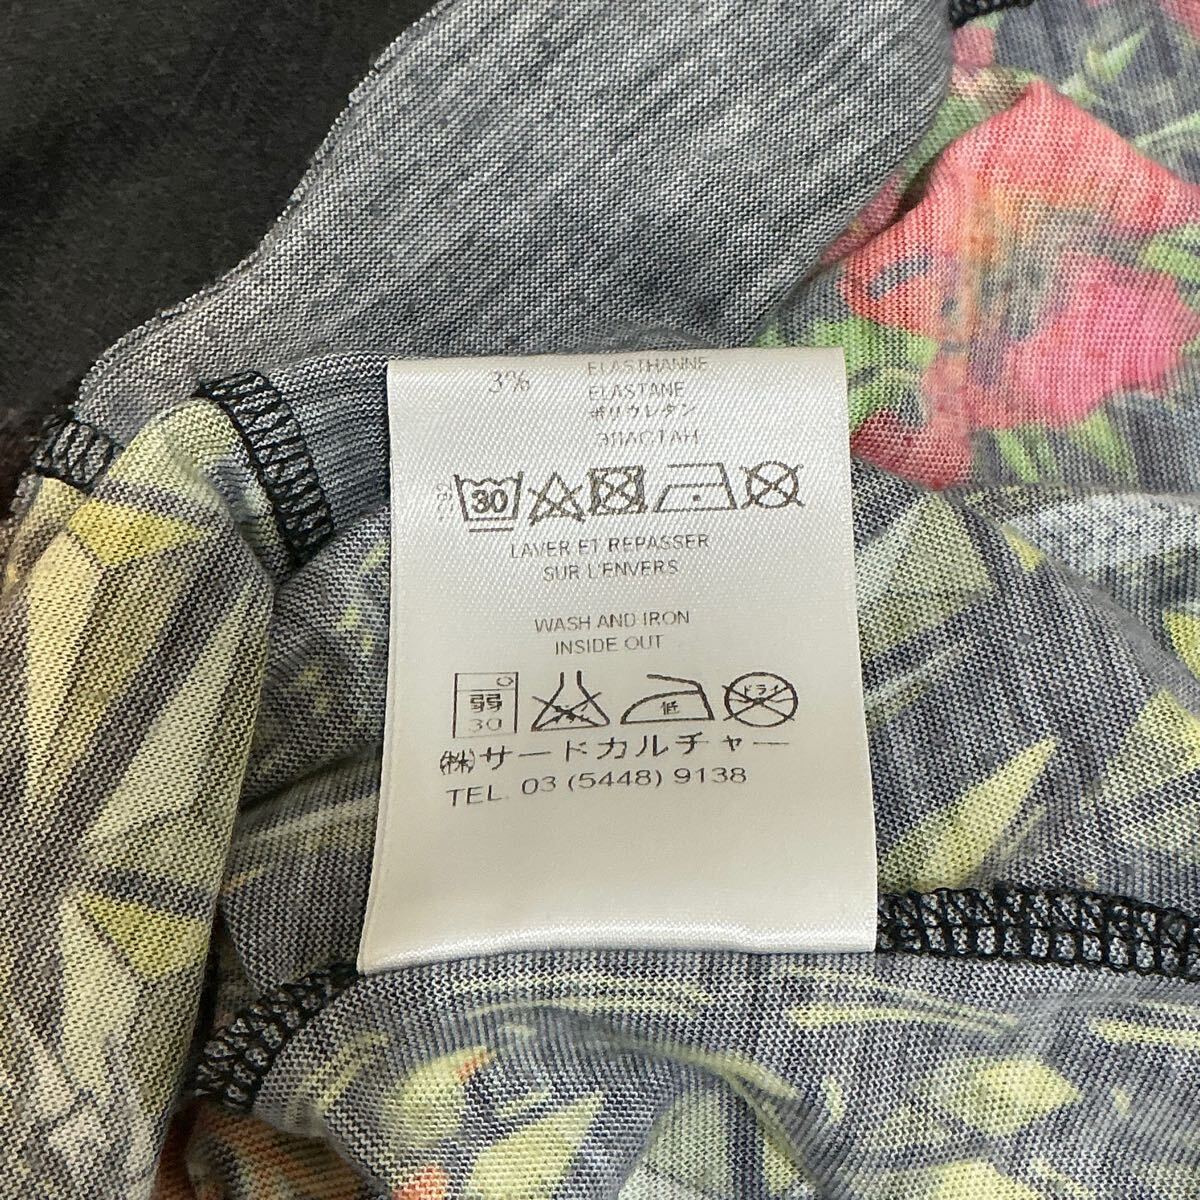 3% ELASTHANNE
ELASTANE
ポリウレタン
ЭЛАСТАН
30
LAVER ET REPASSER
SUR L'ENVERS
WASH AND IRON
INSIDE OUT
弱 30 低 ドライ
㈱サードカルチャー
TEL. 03 (5448) 9138